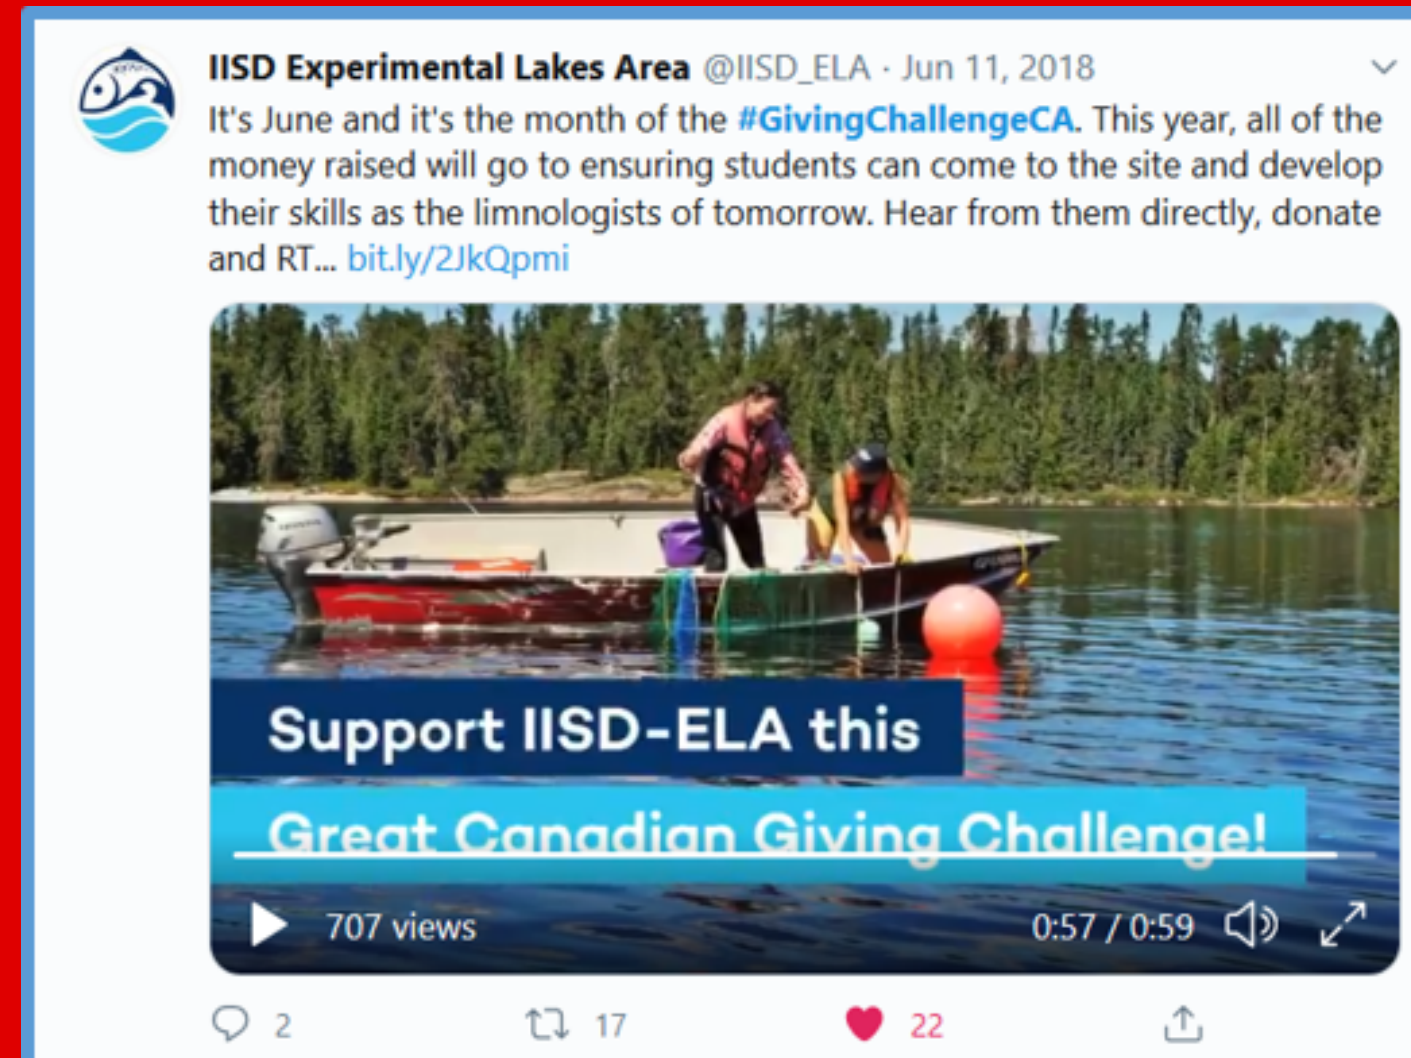 IISD Experimental Lakes Area @IISD_ELA · Jun 11, 2018
It's June and it's the month of the #GivingChallengeCA. This year, all of the
money raised will go to ensuring students can come to the site and develop
their skills as the limnologists of tomorrow. Hear from them directly, donate
and RT... bit.ly/2JkQpmi
HONDA
Support IISD-ELA this
Great Canadian Giving Challenge!
707 views 0:57 / 0:59
2 17 22